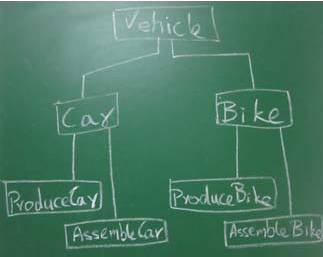 Vehicle
Car
Bike
ProduceCar
ProduceBike
AssembleCar
AssembleBike